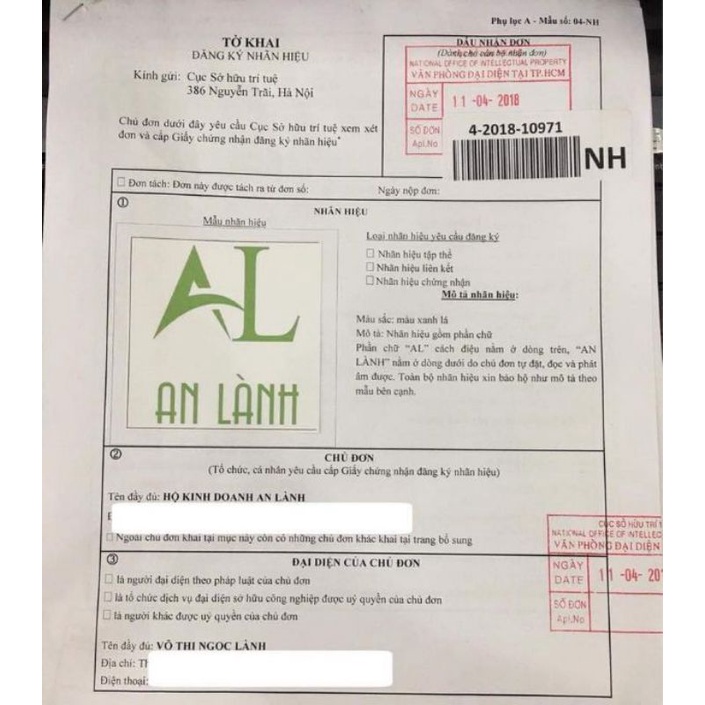 Phụ lục A - Mẫu số: 04-NH
TỜ KHAI
ĐĂNG KÝ NHÃN HIỆU
Kính gửi: Cục Sở hữu trí tuệ
386 Nguyễn Trãi, Hà Nội
Chủ đơn dưới đây yêu cầu Cục Sở hữu trí tuệ xem xét
đơn và cấp Giấy chứng nhận đăng ký nhãn hiệu*
DẤU NHẬN ĐƠN
(Dành cho cán bộ nhận đơn)
NATIONAL OFFICE OF INTELLECTUAL PROPERTY
VĂN PHÒNG ĐẠI DIỆN TẠI TP.HCM
NGÀY
DATE
11 -04- 2018
SỐ ĐƠN
Apl.No
4-2018-10971
NH
☐ Đơn tách: Đơn này được tách ra từ đơn số:
Ngày nộp đơn:
①
NHÃN HIỆU
Mẫu nhãn hiệu
AL
AN LÀNH
Loại nhãn hiệu yêu cầu đăng ký
☐ Nhãn hiệu tập thể
☐ Nhãn hiệu liên kết
☐ Nhãn hiệu chứng nhận
Mô tả nhãn hiệu:
Màu sắc: màu xanh lá
Mô tả: Nhãn hiệu gồm phần chữ
Phần chữ "AL" cách điệu nằm ở dòng trên, "AN
LÀNH" nằm ở dòng dưới do chủ đơn tự đặt, đọc và phát
âm được. Toàn bộ nhãn hiệu xin bảo hộ như mô tả theo
mẫu bên cạnh.
②
CHỦ ĐƠN
(Tổ chức, cá nhân yêu cầu cấp Giấy chứng nhận đăng ký nhãn hiệu)
Tên đầy đủ: HỘ KINH DOANH AN LÀNH
☐ Ngoài chủ đơn khai tại mục này còn có những chủ đơn khác khai tại trang bổ sung
③
ĐẠI DIỆN CỦA CHỦ ĐƠN
☐ là người đại diện theo pháp luật của chủ đơn
☐ là tổ chức dịch vụ đại diện sở hữu công nghiệp được uỷ quyền của chủ đơn
☐ là người khác được uỷ quyền của chủ đơn
CỤC SỞ HỮU TRÍ
NATIONAL OFFICE OF INTELLEC
VĂN PHÒNG ĐẠI DIỆN
NGÀY
DATE
11 -04- 20
SỐ ĐƠN
Apl.No
Tên đầy đủ: VÕ THỊ NGỌC LÀNH
Địa chỉ: Th
Điện thoại: